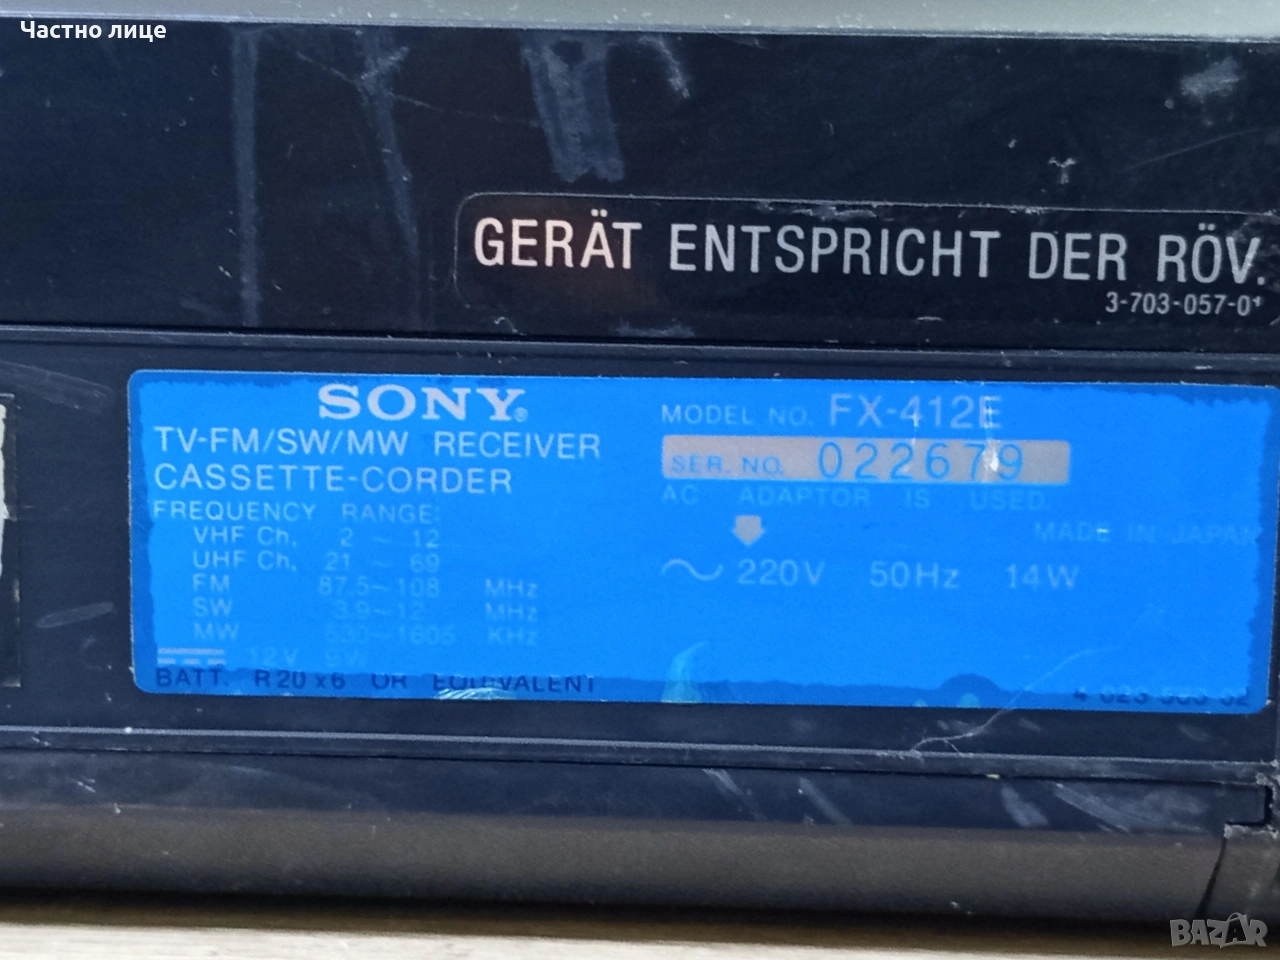 Частно лице
GERÄT ENTSPRICHT DER RÖV.
3-703-057-01
SONY®
TV-FM/SW/MW RECEIVER
CASSETTE-CORDER
FREQUENCY RANGE:
VHF Ch. 2 ~ 12
UHF Ch. 21 ~ 69
FM 87.5~108 MHz
SW 3.9~12 MHz
MW 530~1605 KHz
12V 9W
BATT. R20 x6 OR EQUIVALENT
MODEL NO. FX-412E
SER. NO. 022679
AC ADAPTOR IS USED.
MADE IN JAPAN
~ 220V 50Hz 14W
BAZAR